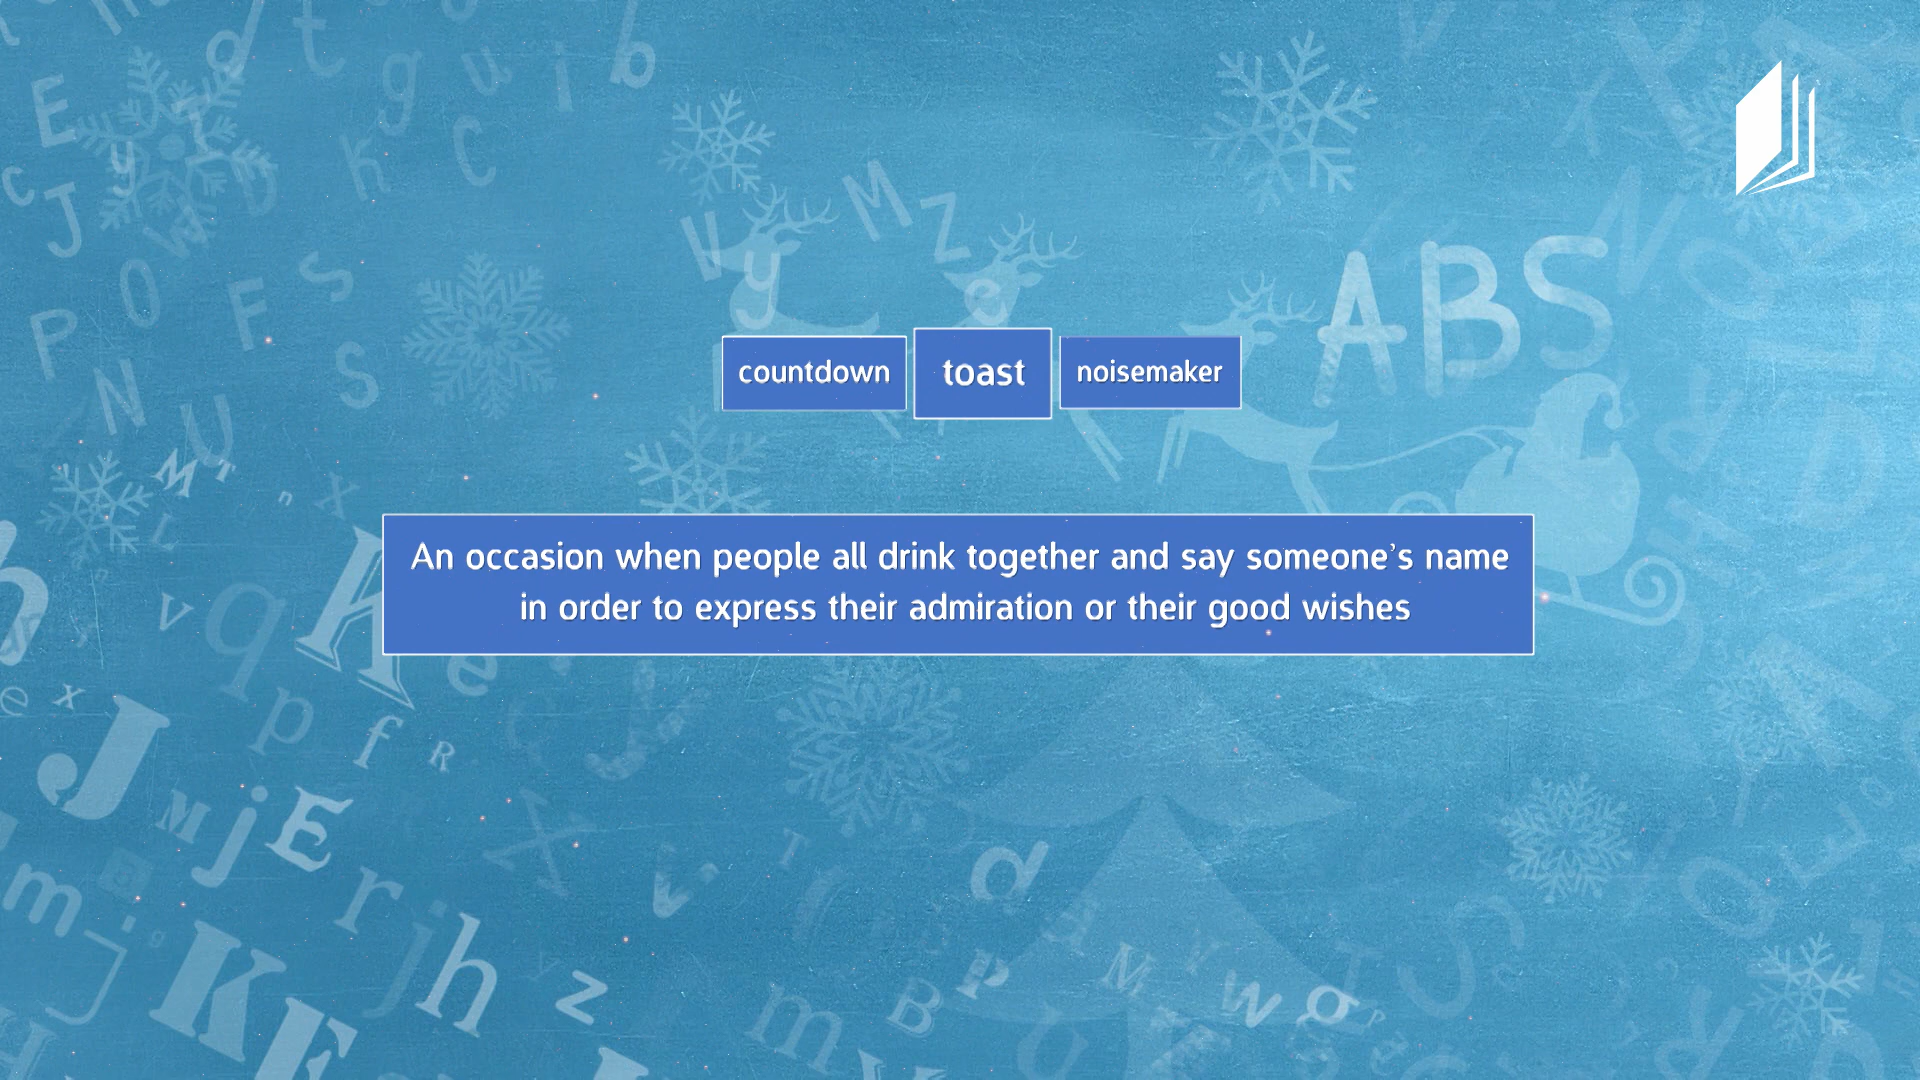 countdown toast noisemaker
An occasion when people all drink together and say someone's name
in order to express their admiration or their good wishes
ABS